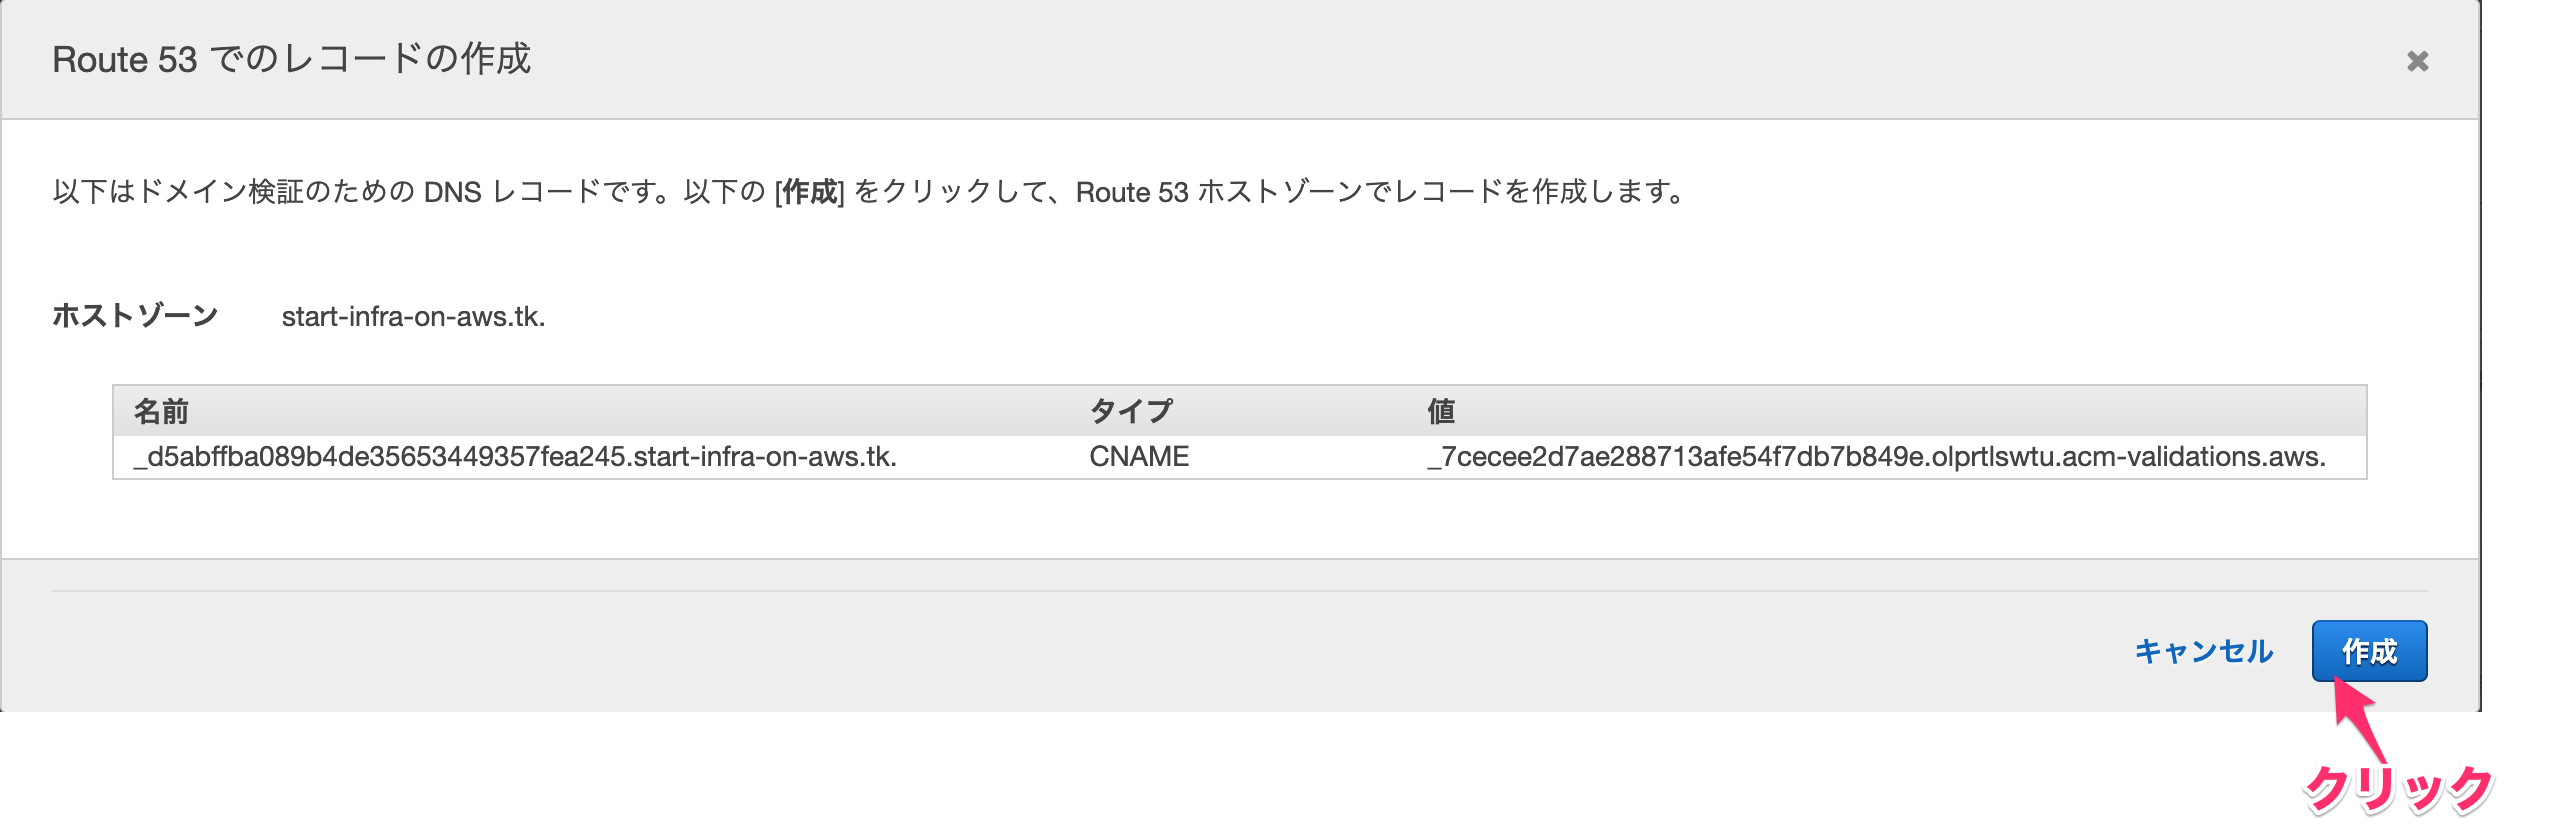 Route 53 でのレコードの作成
以下はドメイン検証のための DNS レコードです。以下の [作成] をクリックして、Route 53 ホストゾーンでレコードを作成します。
ホストゾーン start-infra-on-aws.tk.
名前 タイプ 値
_d5abffba089b4de35653449357fea245.start-infra-on-aws.tk. CNAME _7cecee2d7ae288713afe54f7db7b849e.olprtlswtu.acm-validations.aws.
キャンセル 作成
クリック